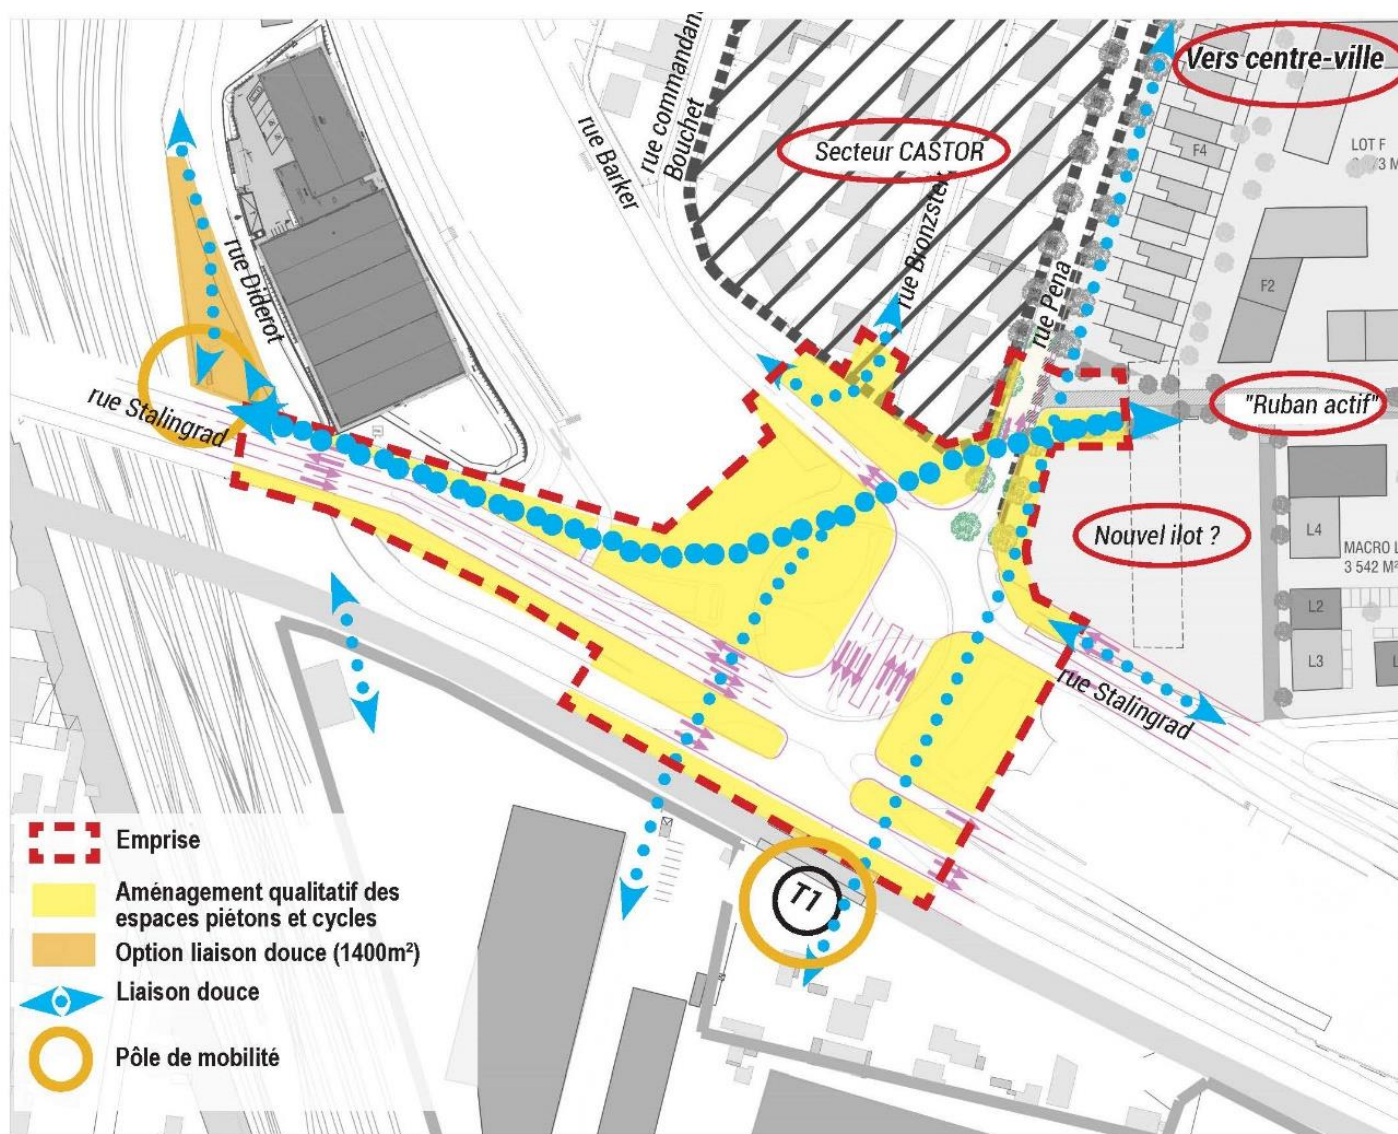 Vers centre-ville
rue commandant
Bouchet
rue Barker
Secteur CASTOR
LOT F
F4
rue Bronzstek
rue Pena
rue Diderot
F2
rue Stalingrad
"Ruban actif"
Nouvel ilot ?
L4
MACRO L
3 542 M²
L2
L3
rue Stalingrad
T1
Emprise
Aménagement qualitatif des
espaces piétons et cycles
Option liaison douce (1400m²)
Liaison douce
Pôle de mobilité